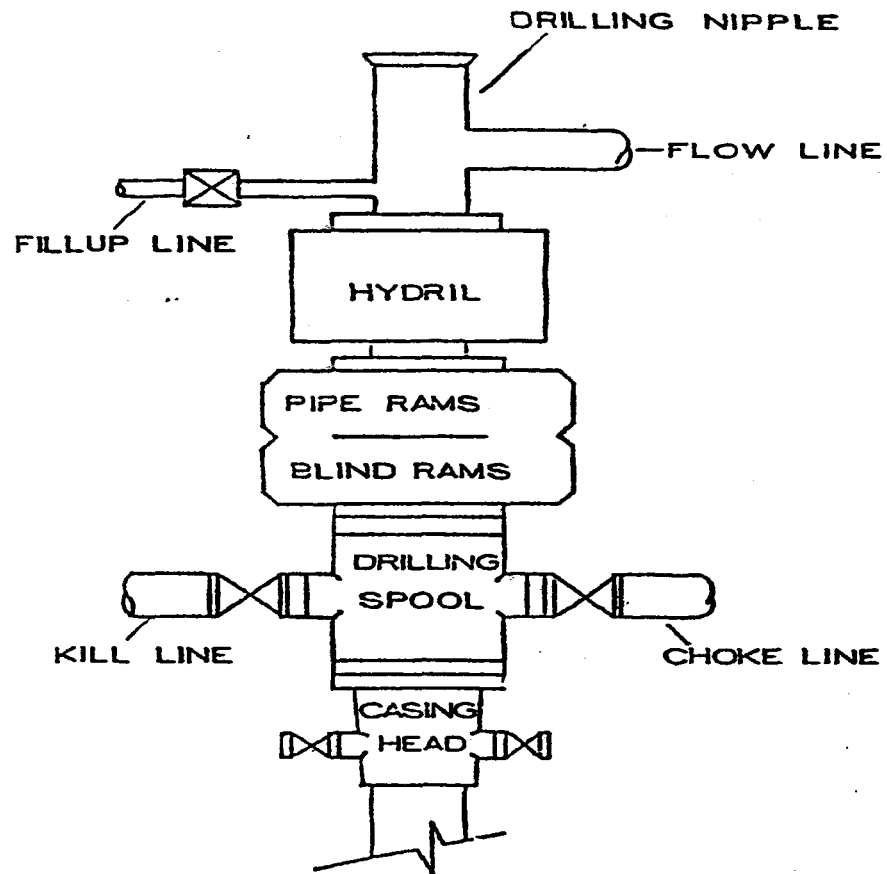 DRILLING NIPPLE
FLOW LINE
FILLUP LINE
HYDRIL
PIPE RAMS
BLIND RAMS
DRILLING
SPOOL
KILL LINE
CHOKE LINE
CASING
HEAD